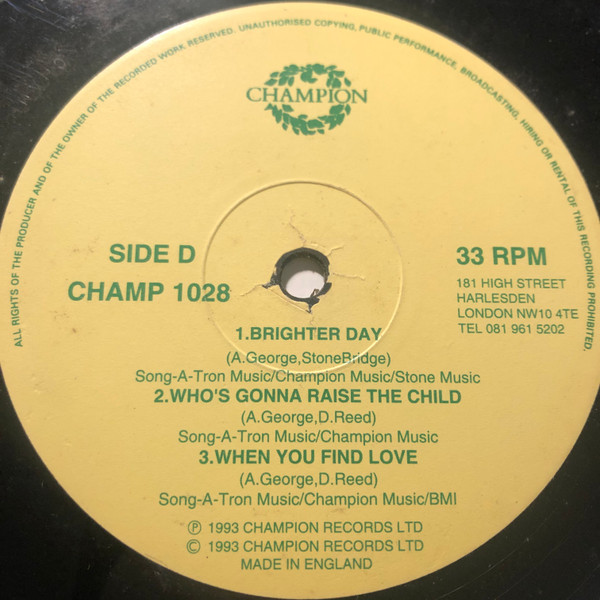 ALL RIGHTS OF THE PRODUCER AND OF THE OWNER OF THE RECORDED WORK RESERVED. UNAUTHORISED COPYING, PUBLIC PERFORMANCE, BROADCASTING, HIRING OR RENTAL OF THIS RECORDING PROHIBITED.
CHAMPION
SIDE D
CHAMP 1028
33 RPM
181 HIGH STREET
HARLESDEN
LONDON NW10 4TE
TEL 081 961 5202
1.BRIGHTER DAY
(A.George,StoneBridge)
Song-A-Tron Music/Champion Music/Stone Music
2.WHO'S GONNA RAISE THE CHILD
(A.George,D.Reed)
Song-A-Tron Music/Champion Music
3.WHEN YOU FIND LOVE
(A.George,D.Reed)
Song-A-Tron Music/Champion Music/BMI
℗ 1993 CHAMPION RECORDS LTD
© 1993 CHAMPION RECORDS LTD
MADE IN ENGLAND